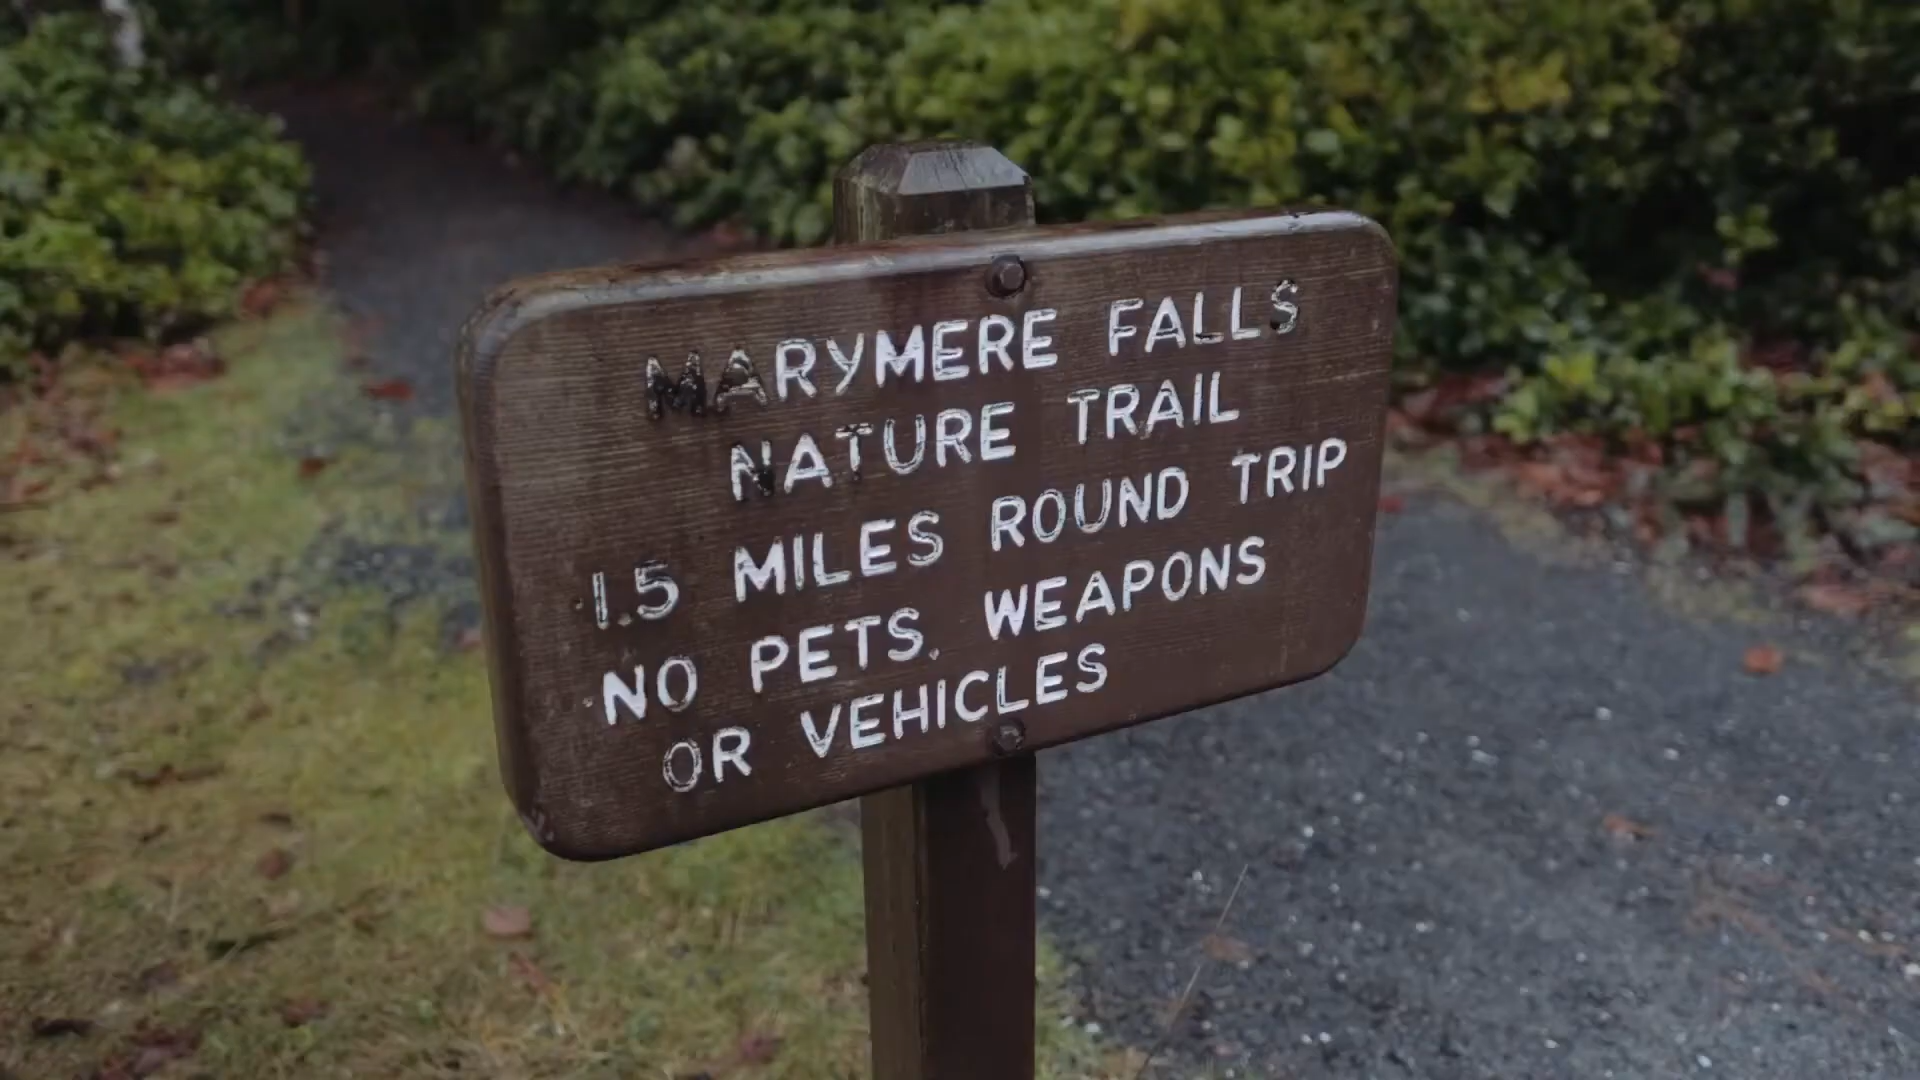 MARYMERE FALLS
NATURE TRAIL
1.5 MILES ROUND TRIP
NO PETS, WEAPONS
OR VEHICLES